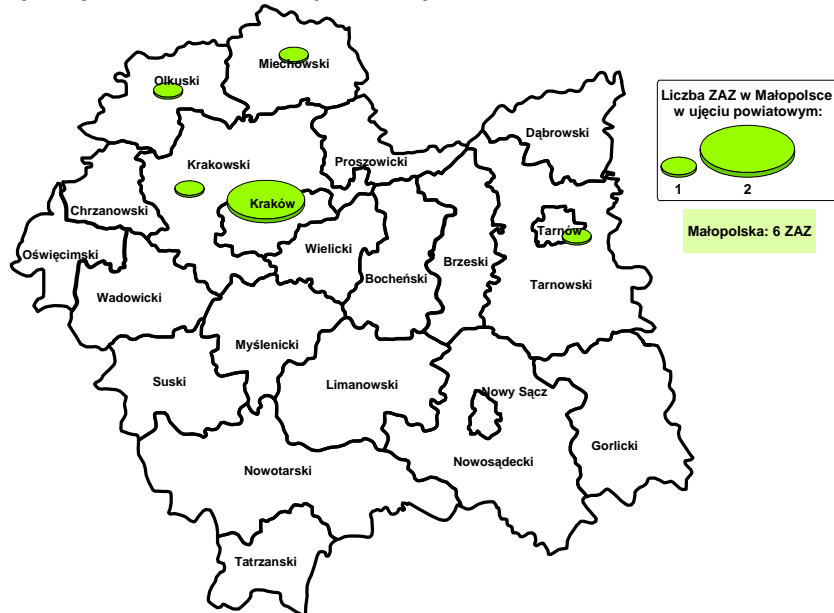 Miechowski
Olkuski
Liczba ZAZ w Małopolsce
w ujęciu powiatowym:
1
2
Małopolska: 6 ZAZ
Dąbrowski
Proszowicki
Krakowski
Chrzanowski
Kraków
Tarnów
Oświęcimski
Wielicki
Bocheński
Brzeski
Tarnowski
Wadowicki
Myślenicki
Suski
Limanowski
Nowy Sącz
Gorlicki
Nowotarski
Nowosądecki
Tatrzanski